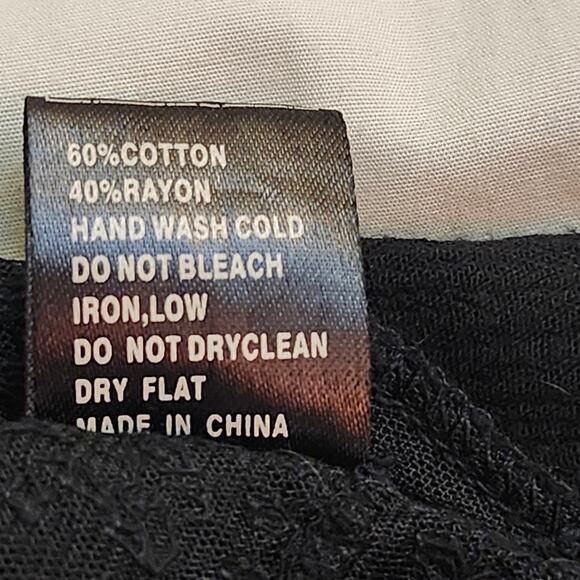 60%COTTON
40%RAYON
HAND WASH COLD
DO NOT BLEACH
IRON,LOW
DO NOT DRYCLEAN
DRY FLAT
MADE IN CHINA